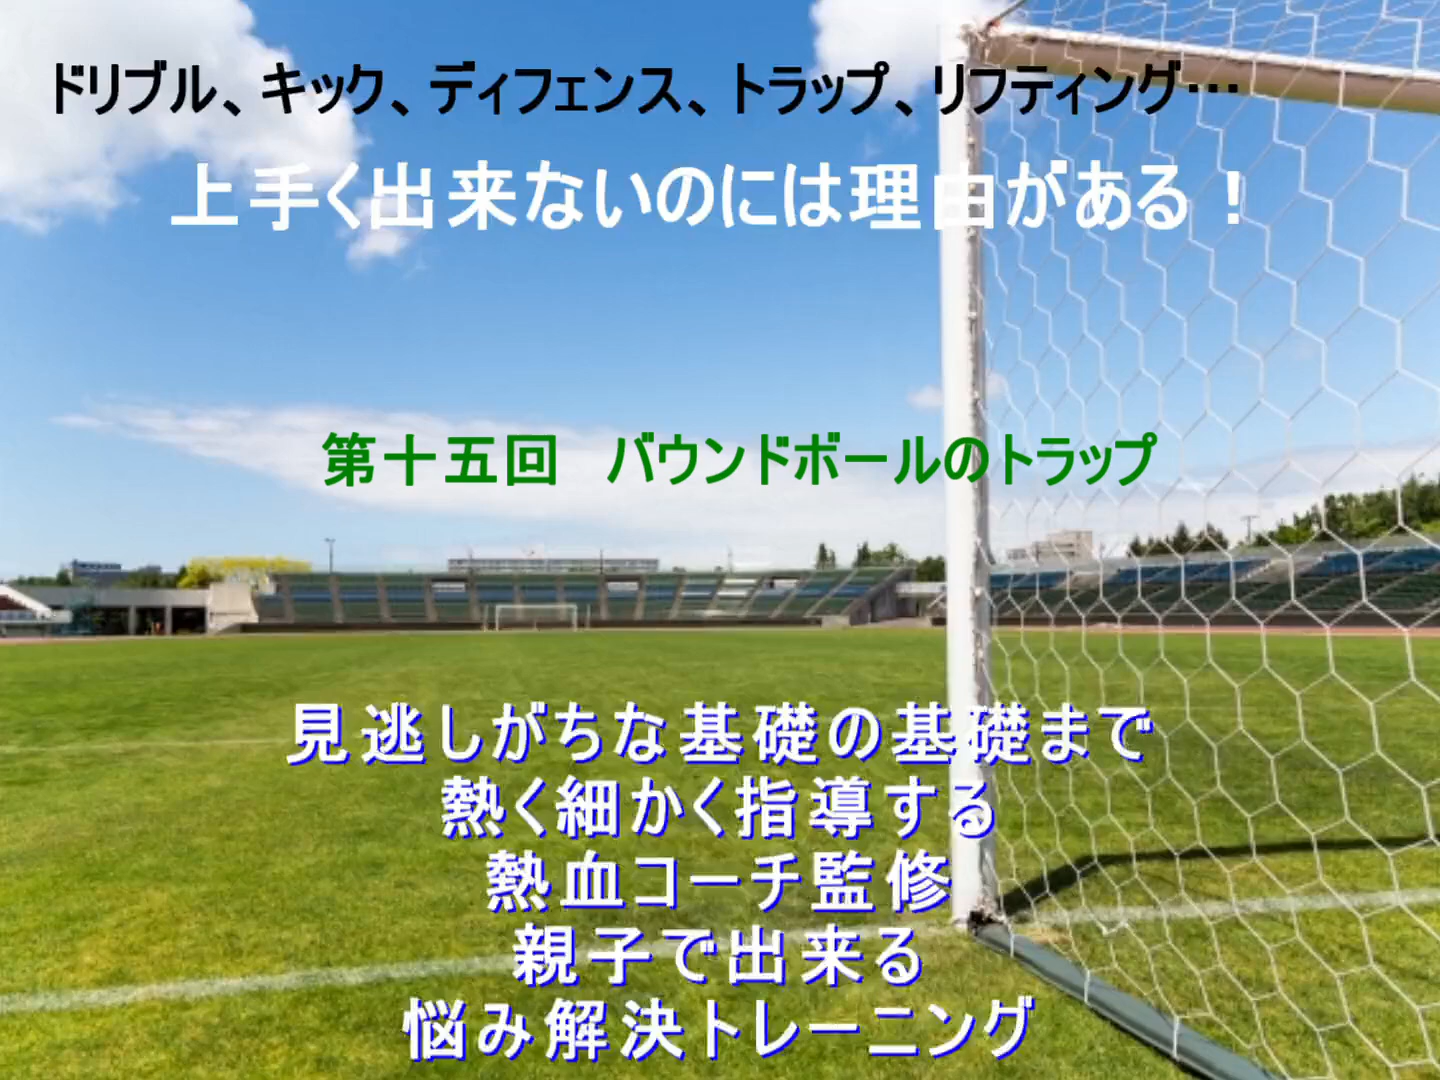 ドリブル、キック、ディフェンス、トラップ、リフティング…
上手く出来ないのには理由がある！
第十五回　バウンドボールのトラップ
見逃しがちな基礎の基礎まで
熱く細かく指導する
熱血コーチ監修
親子で出来る
悩み解決トレーニング